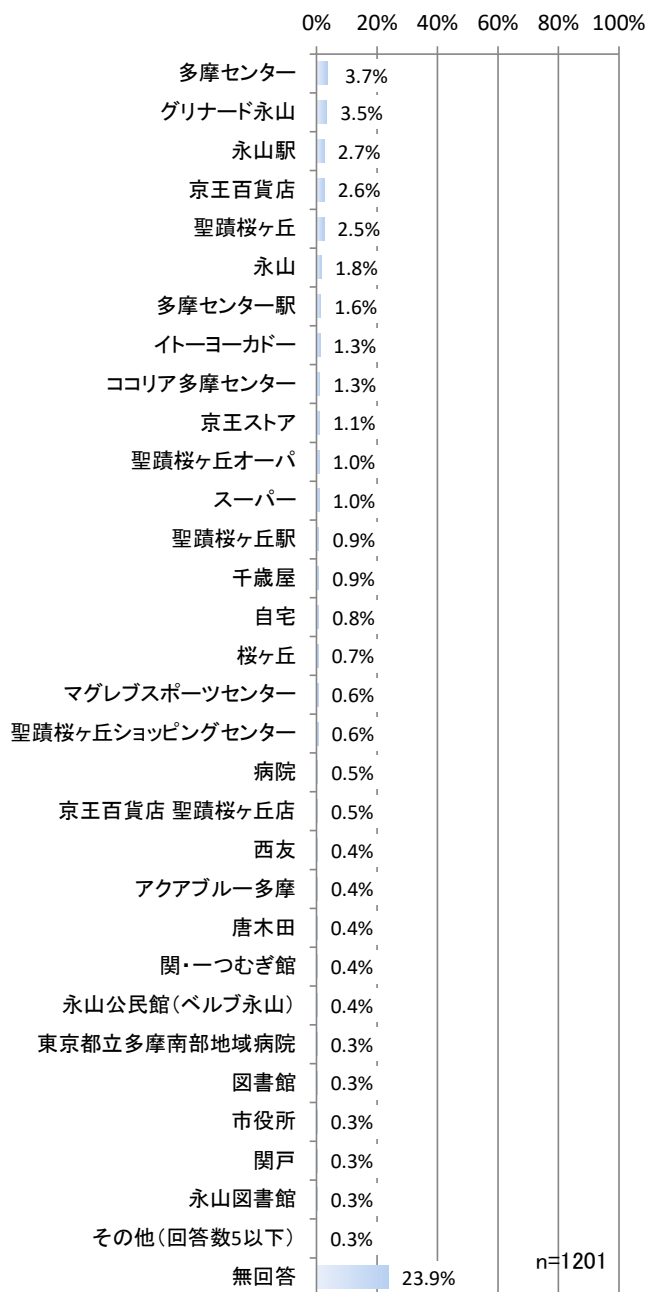 0% 20% 40% 60% 80% 100%
多摩センター 3.7%
グリナード永山 3.5%
永山駅 2.7%
京王百貨店 2.6%
聖蹟桜ヶ丘 2.5%
永山 1.8%
多摩センター駅 1.6%
イトーヨーカドー 1.3%
ココリア多摩センター 1.3%
京王ストア 1.1%
聖蹟桜ヶ丘オーパ 1.0%
スーパー 1.0%
聖蹟桜ヶ丘駅 0.9%
千歳屋 0.9%
自宅 0.8%
桜ヶ丘 0.7%
マグレブスポーツセンター 0.6%
聖蹟桜ヶ丘ショッピングセンター 0.6%
病院 0.5%
京王百貨店 聖蹟桜ヶ丘店 0.5%
西友 0.4%
アクアブルー多摩 0.4%
唐木田 0.4%
関・一つむぎ館 0.4%
永山公民館(ベルブ永山) 0.4%
東京都立多摩南部地域病院 0.3%
図書館 0.3%
市役所 0.3%
関戸 0.3%
永山図書館 0.3%
その他(回答数5以下) 0.3%
n=1201
無回答 23.9%